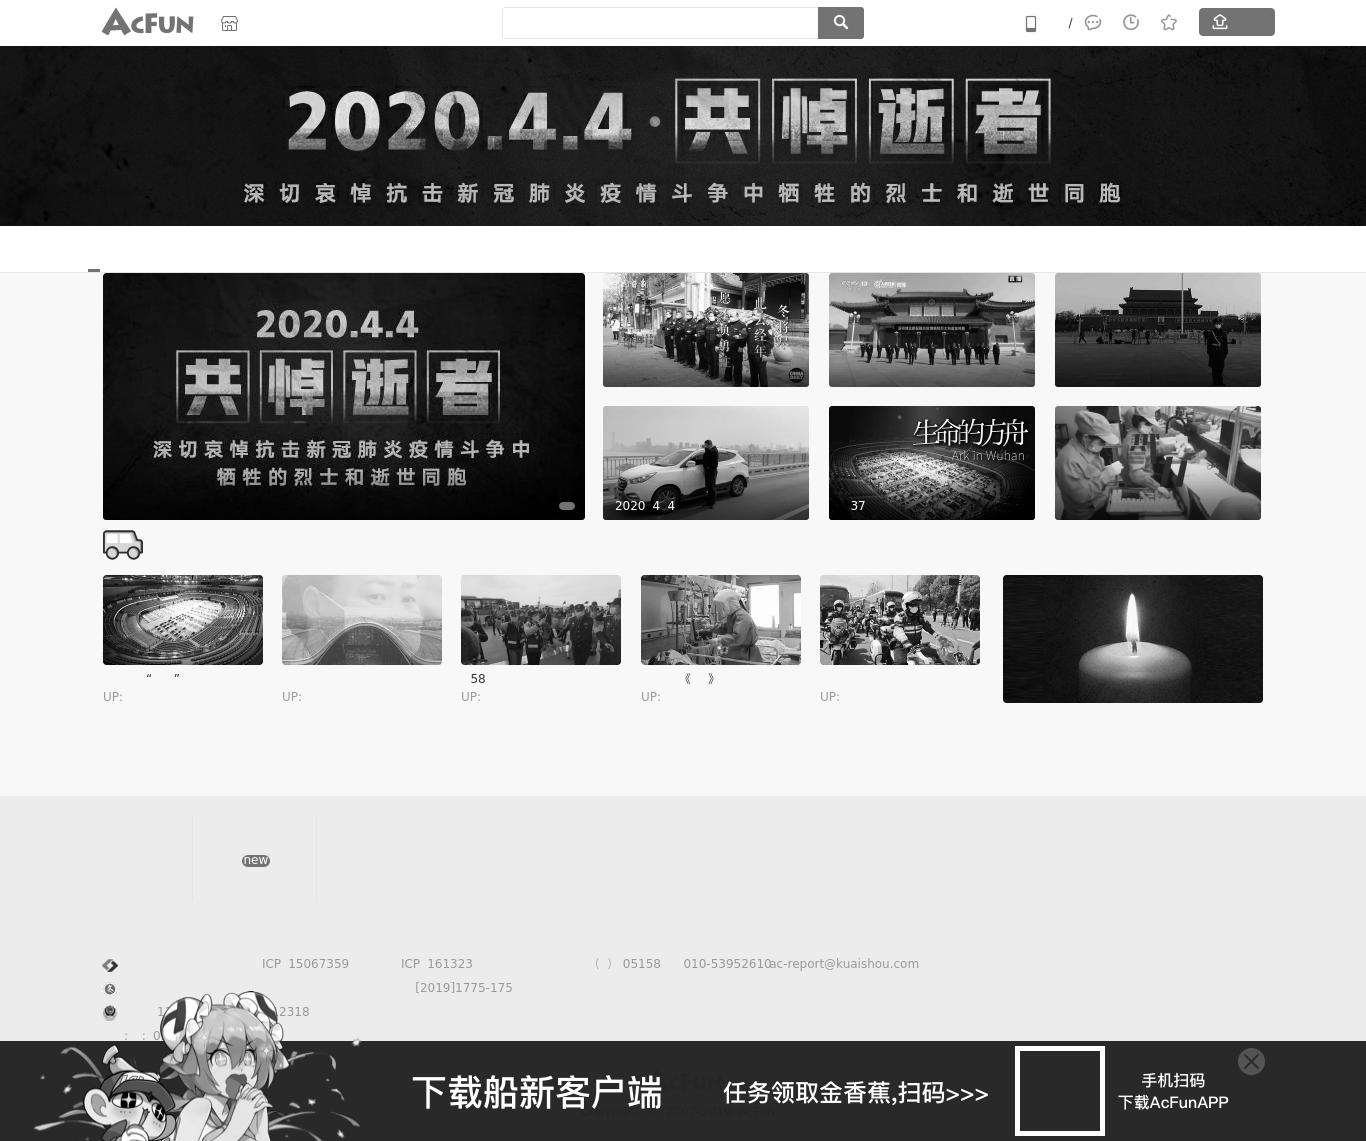 AcFun
/
2020.4.4·共悼逝者
深切哀悼抗击新冠肺炎疫情斗争中牺牲的烈士和逝世同胞
2020.4.4
共悼逝者
深切哀悼抗击新冠肺炎疫情斗争中
牺牲的烈士和逝世同胞
2020 4 4
生命的方舟
Ark in Wuhan
37
“ ”
58
《 》
UP:
UP:
UP:
UP:
UP:
new
ICP 15067359
ICP 161323
( ) 05158
010-53952610
ac-report@kuaishou.com
[2019]1775-175
2318
下载船新客户端
任务领取金香蕉,扫码>>>
手机扫码
下载AcFunAPP